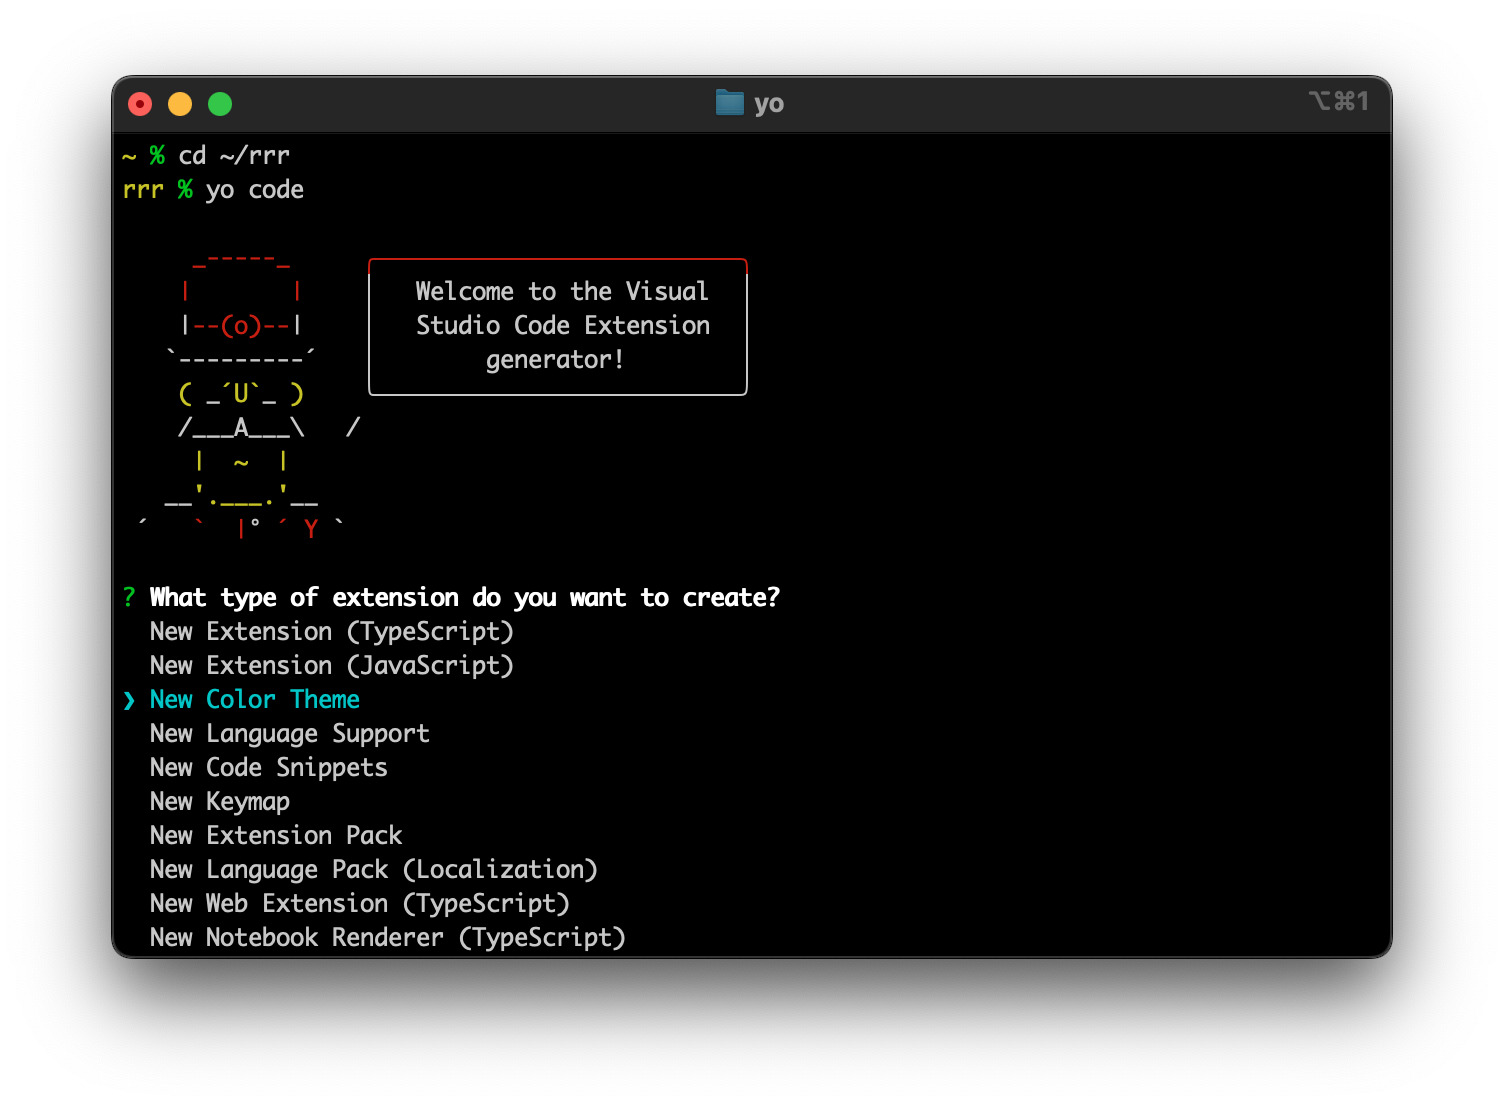 yo ⌥⌘1
~ % cd ~/rrr
rrr % yo code
     _-----_
    |       |
    |--(o)--|
   `---------´
    ( _´U`_ )
    /___A___\   /
     |  ~  |
   __'.___.'__
 ´   `  |° ´ Y `
Welcome to the Visual
Studio Code Extension
generator!
? What type of extension do you want to create?
New Extension (TypeScript)
New Extension (JavaScript)
❯ New Color Theme
New Language Support
New Code Snippets
New Keymap
New Extension Pack
New Language Pack (Localization)
New Web Extension (TypeScript)
New Notebook Renderer (TypeScript)